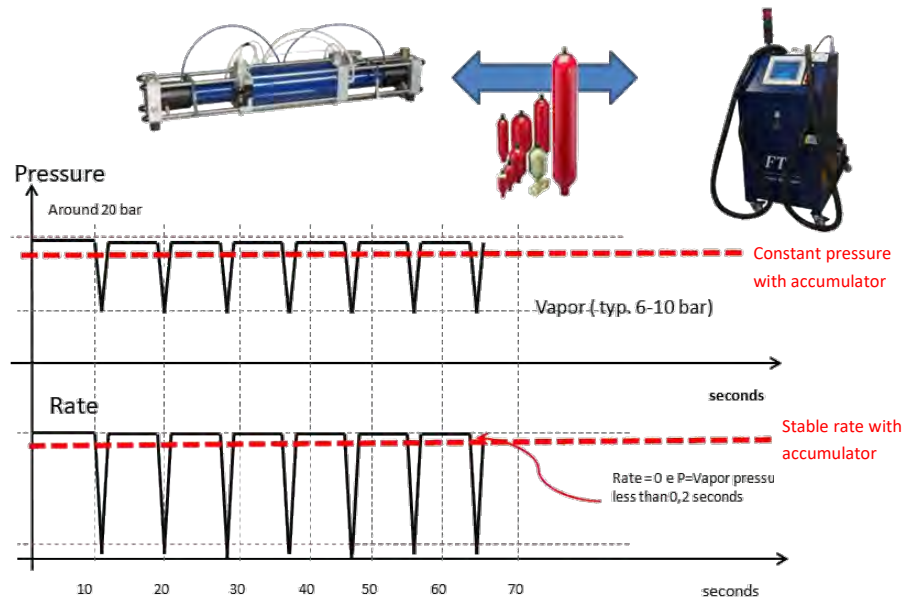 FT
Pressure
Around 20 bar
Constant pressure
with accumulator
Vapor ( typ. 6-10 bar)
seconds
Rate
Stable rate with
accumulator
Rate = 0 e P=Vapor pressu
less than 0,2 seconds
10 20 30 40 50 60 70
seconds